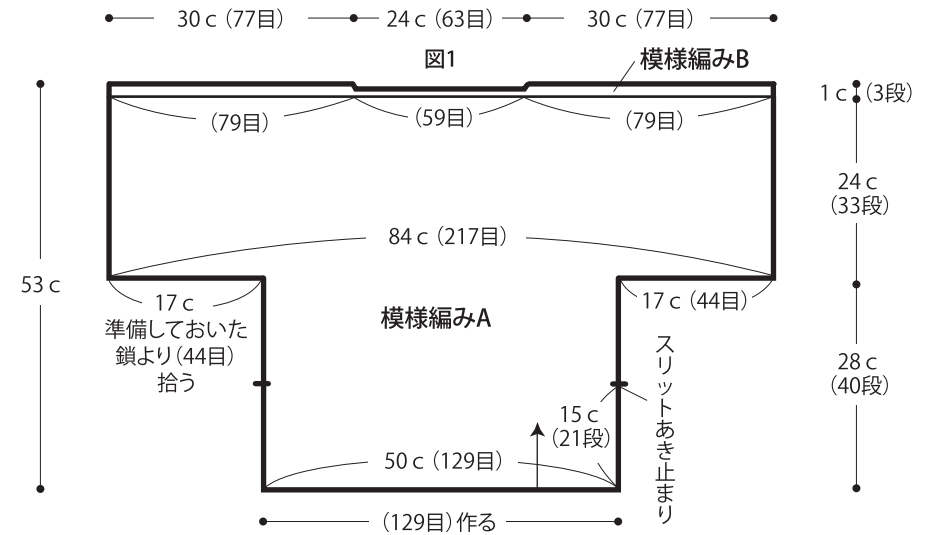 30 c（77目）
24 c（63目）
30 c（77目）
図1
模様編みB
1 c
（3段）
（79目）
（59目）
（79目）
24 c
（33段）
84 c（217目）
53 c
17 c
準備しておいた
鎖より（44目）
拾う
模様編みA
17 c（44目）
スリットあき止まり
28 c
（40段）
15 c
（21段）
50 c（129目）
（129目）作る